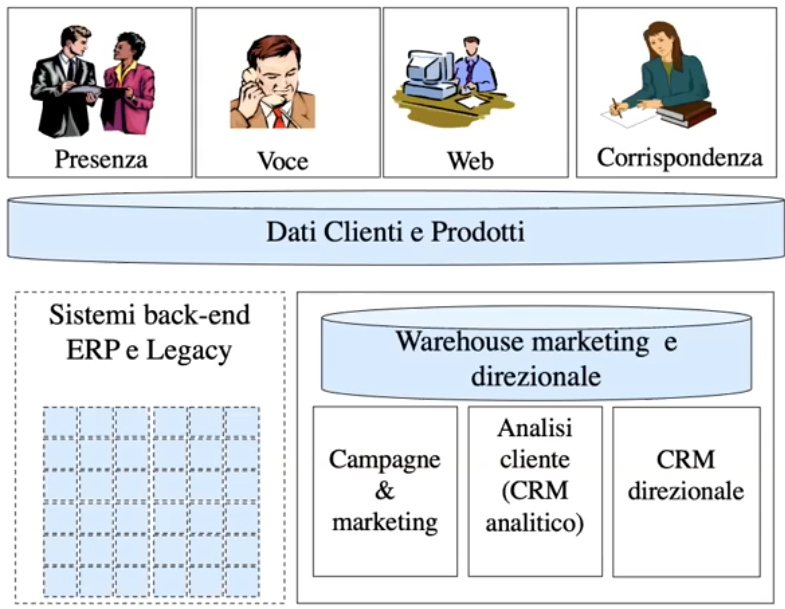 Presenza
Voce
Web
Corrispondenza
Dati Clienti e Prodotti
Sistemi back-end
ERP e Legacy
Warehouse marketing e
direzionale
Campagne
&
marketing
Analisi
cliente
(CRM
analitico)
CRM
direzionale